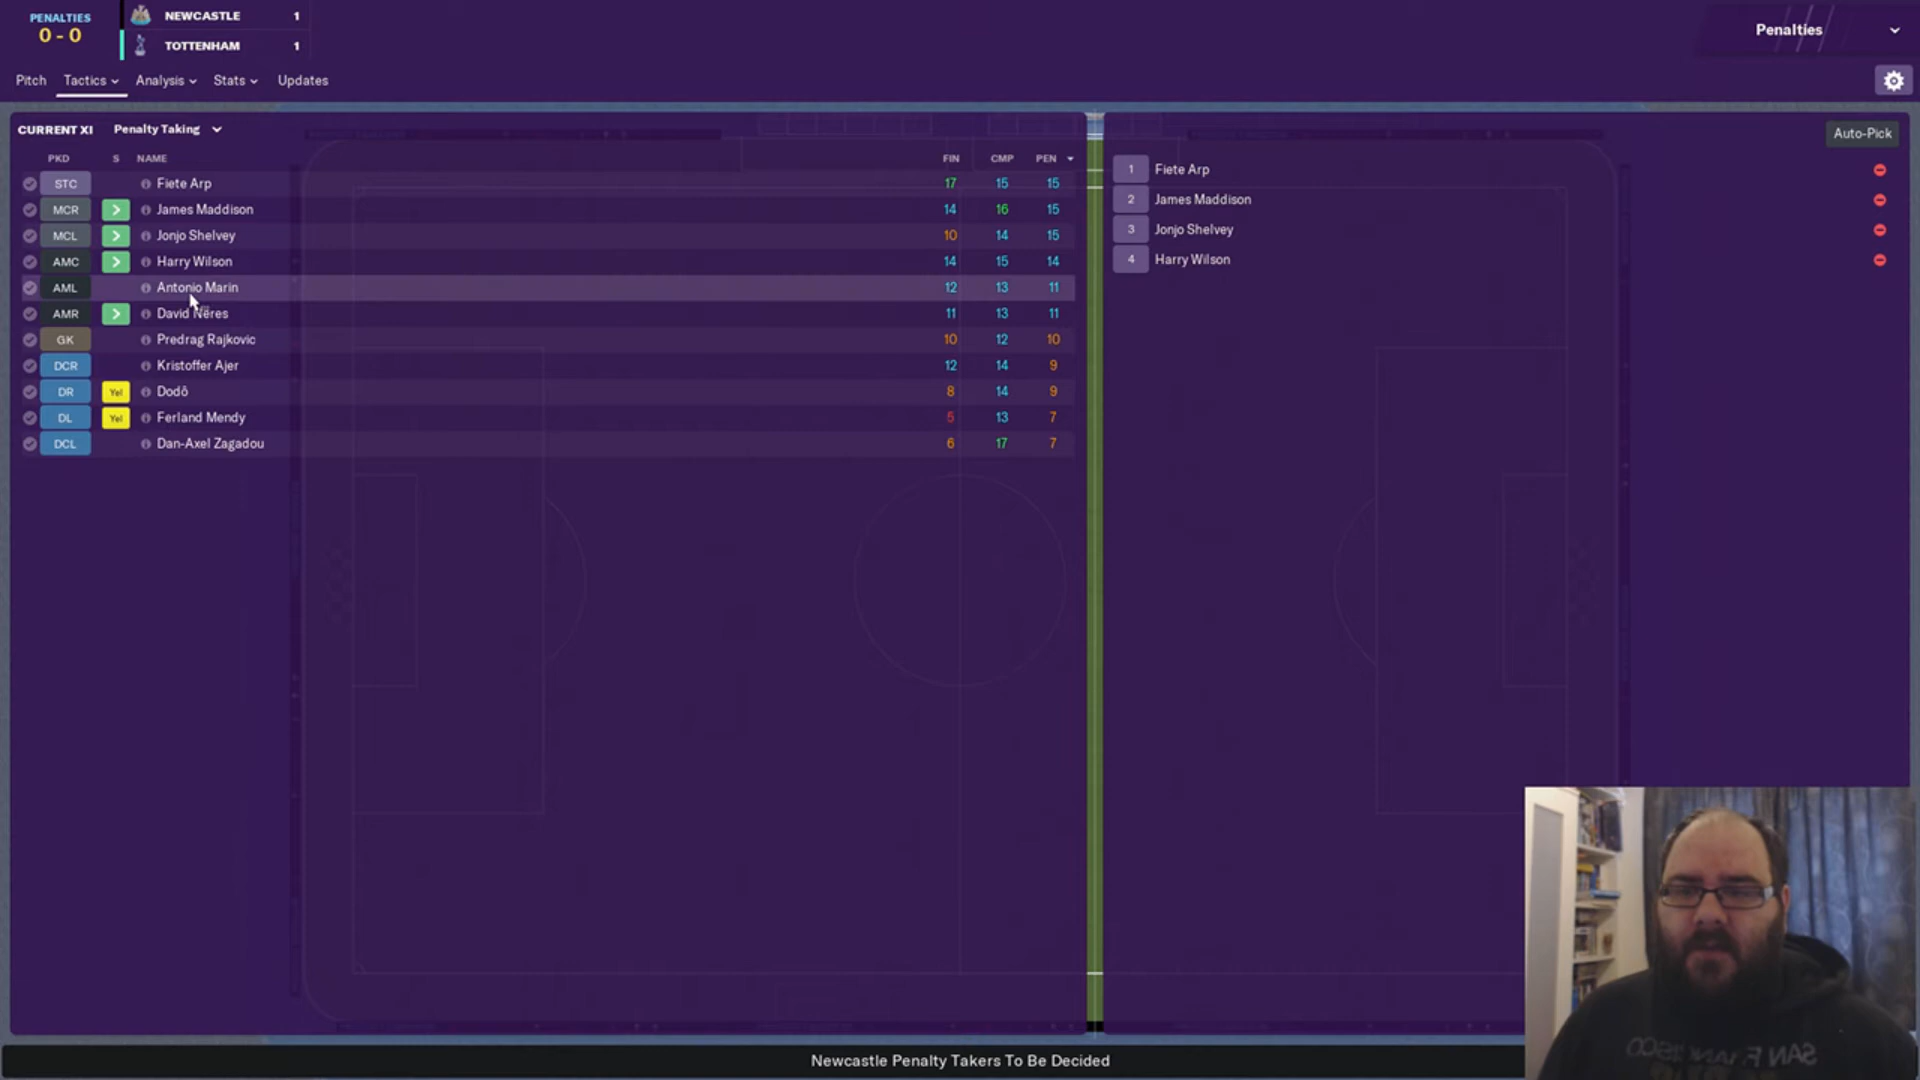 PENALTIES
0 - 0
NEWCASTLE 1
TOTTENHAM 1
Penalties
Pitch Tactics Analysis Stats Updates
CURRENT XI Penalty Taking
Auto-Pick
PKD S NAME FIN CMP PEN
STC Fiete Arp 17 15 15
MCR James Maddison 14 16 15
MCL Jonjo Shelvey 10 14 15
AMC Harry Wilson 14 15 14
AML Antonio Marin 12 13 11
AMR David Neres 11 13 11
GK Predrag Rajkovic 10 12 10
DCR Kristoffer Ajer 12 14 9
DR Yel Dodô 8 14 9
DL Yel Ferland Mendy 5 13 7
DCL Dan-Axel Zagadou 6 17 7
1 Fiete Arp
2 James Maddison
3 Jonjo Shelvey
4 Harry Wilson
Newcastle Penalty Takers To Be Decided
SAN FRANCISCO